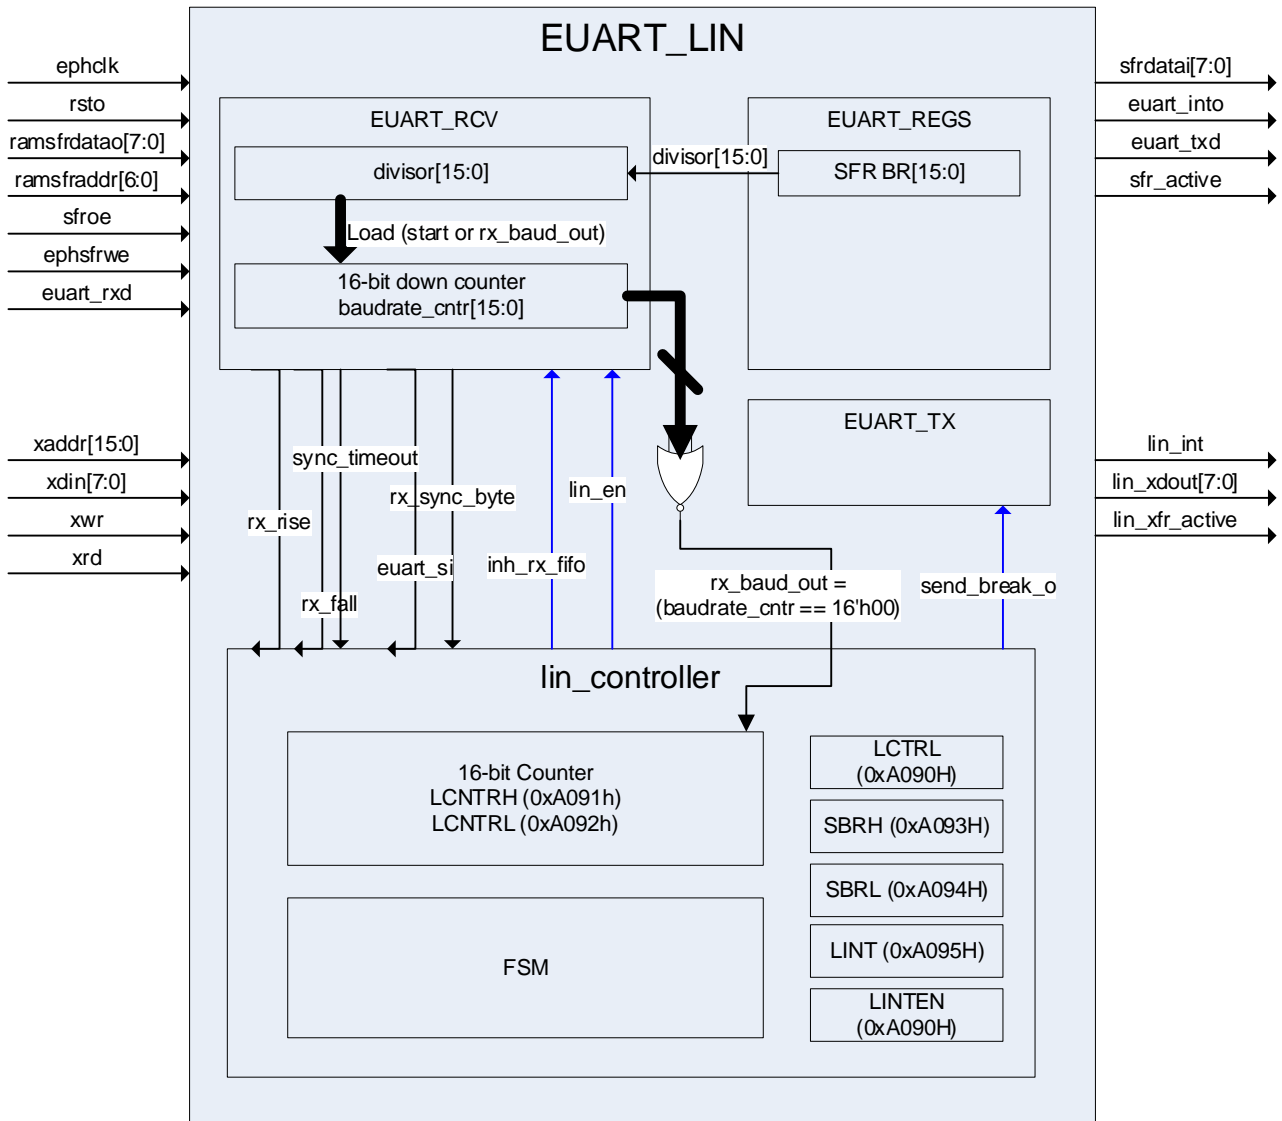 EUART_LIN
ephclk
rsto
ramsfrdatao[7:0]
ramsfraddr[6:0]
sfroe
ephsfrwe
euart_rxd
xaddr[15:0]
xdin[7:0]
xwr
xrd
EUART_RCV
divisor[15:0]
Load (start or rx_baud_out)
16-bit down counter
baudrate_cntr[15:0]
divisor[15:0]
EUART_REGS
SFR BR[15:0]
EUART_TX
sfrdatai[7:0]
euart_into
euart_txd
sfr_active
lin_int
lin_xdout[7:0]
lin_xfr_active
sync_timeout
rx_sync_byte
lin_en
rx_rise
euart_si
inh_rx_fifo
rx_fall
rx_baud_out =
(baudrate_cntr == 16'h00)
send_break_o
lin_controller
16-bit Counter
LCNTRH (0xA091h)
LCNTRL (0xA092h)
FSM
LCTRL
(0xA090H)
SBRH (0xA093H)
SBRL (0xA094H)
LINT (0xA095H)
LINTEN
(0xA090H)